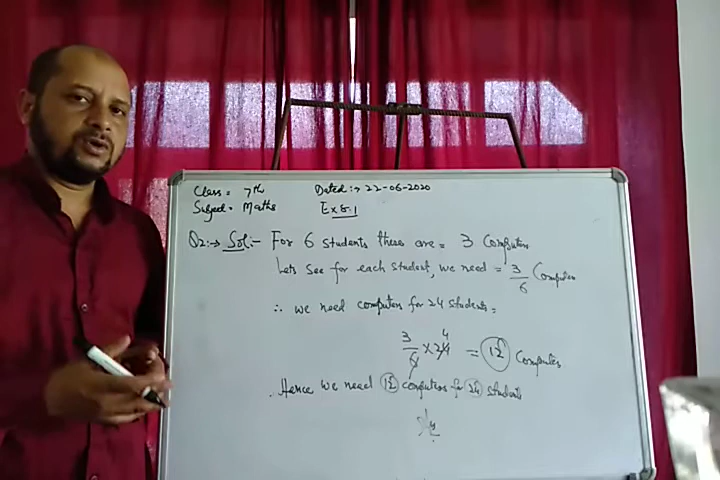 Class = 7th Dated :→ 22-06-2020
Subject = Maths Ex 8.1
Q2:→ Sol:- For 6 students there are = 3 Computers
Lets see for each student, we need = 3/6 Computer
∴ we need computers for 24 students =
3/6 × 24 4 = 12 Computers
Hence we need 12 computers for 24 students